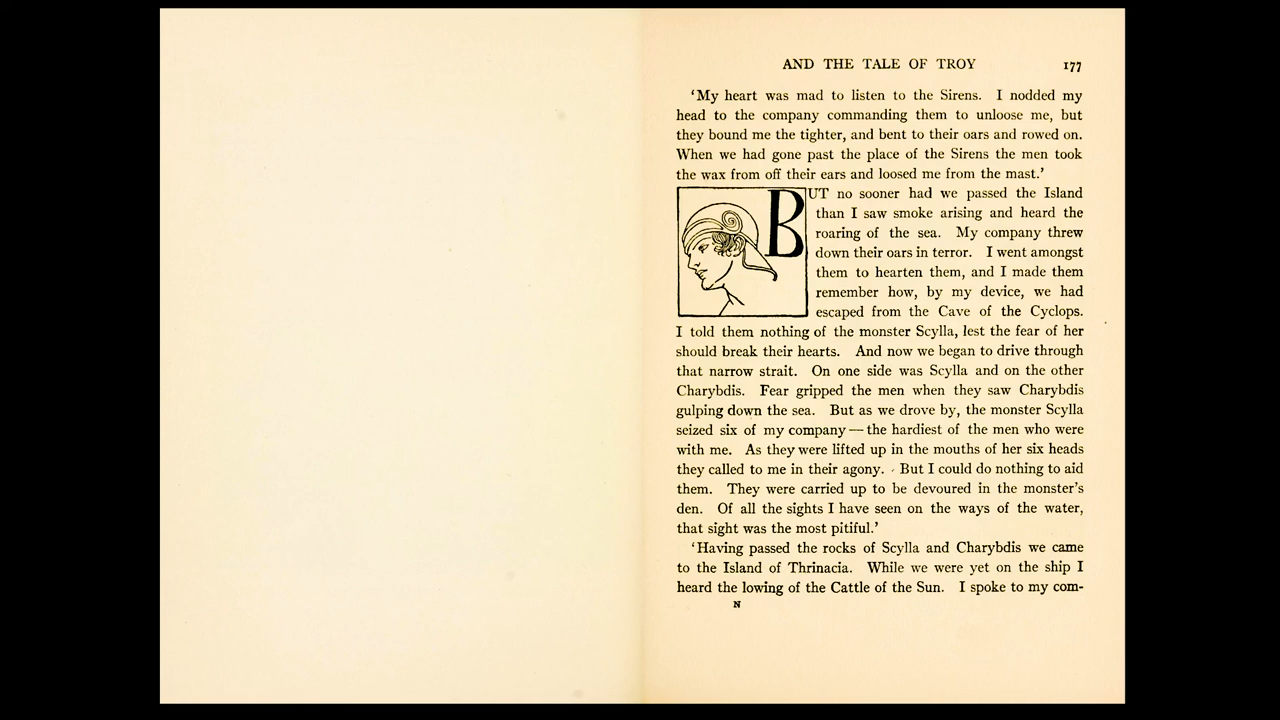 AND THE TALE OF TROY 177
‘My heart was mad to listen to the Sirens. I nodded my
head to the company commanding them to unloose me, but
they bound me the tighter, and bent to their oars and rowed on.
When we had gone past the place of the Sirens the men took
the wax from off their ears and loosed me from the mast.’
BUT no sooner had we passed the Island
than I saw smoke arising and heard the
roaring of the sea. My company threw
down their oars in terror. I went amongst
them to hearten them, and I made them
remember how, by my device, we had
escaped from the Cave of the Cyclops.
I told them nothing of the monster Scylla, lest the fear of her
should break their hearts. And now we began to drive through
that narrow strait. On one side was Scylla and on the other
Charybdis. Fear gripped the men when they saw Charybdis
gulping down the sea. But as we drove by, the monster Scylla
seized six of my company — the hardiest of the men who were
with me. As they were lifted up in the mouths of her six heads
they called to me in their agony. But I could do nothing to aid
them. They were carried up to be devoured in the monster’s
den. Of all the sights I have seen on the ways of the water,
that sight was the most pitiful.’
‘Having passed the rocks of Scylla and Charybdis we came
to the Island of Thrinacia. While we were yet on the ship I
heard the lowing of the Cattle of the Sun. I spoke to my com-
N